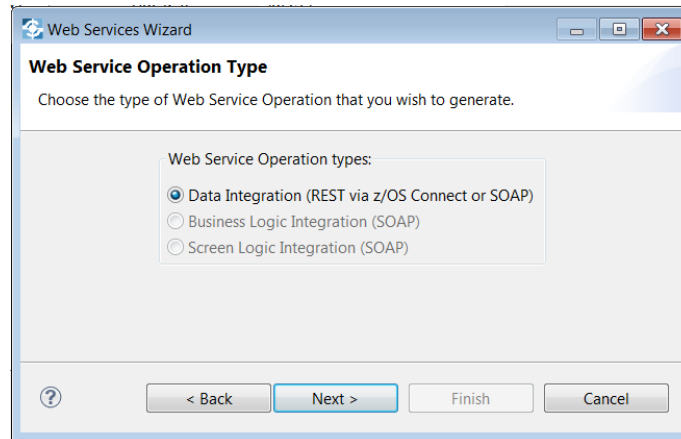 Web Services Wizard
Web Service Operation Type
Choose the type of Web Service Operation that you wish to generate.
Web Service Operation types:
Data Integration (REST via z/OS Connect or SOAP)
Business Logic Integration (SOAP)
Screen Logic Integration (SOAP)
< Back Next > Finish Cancel